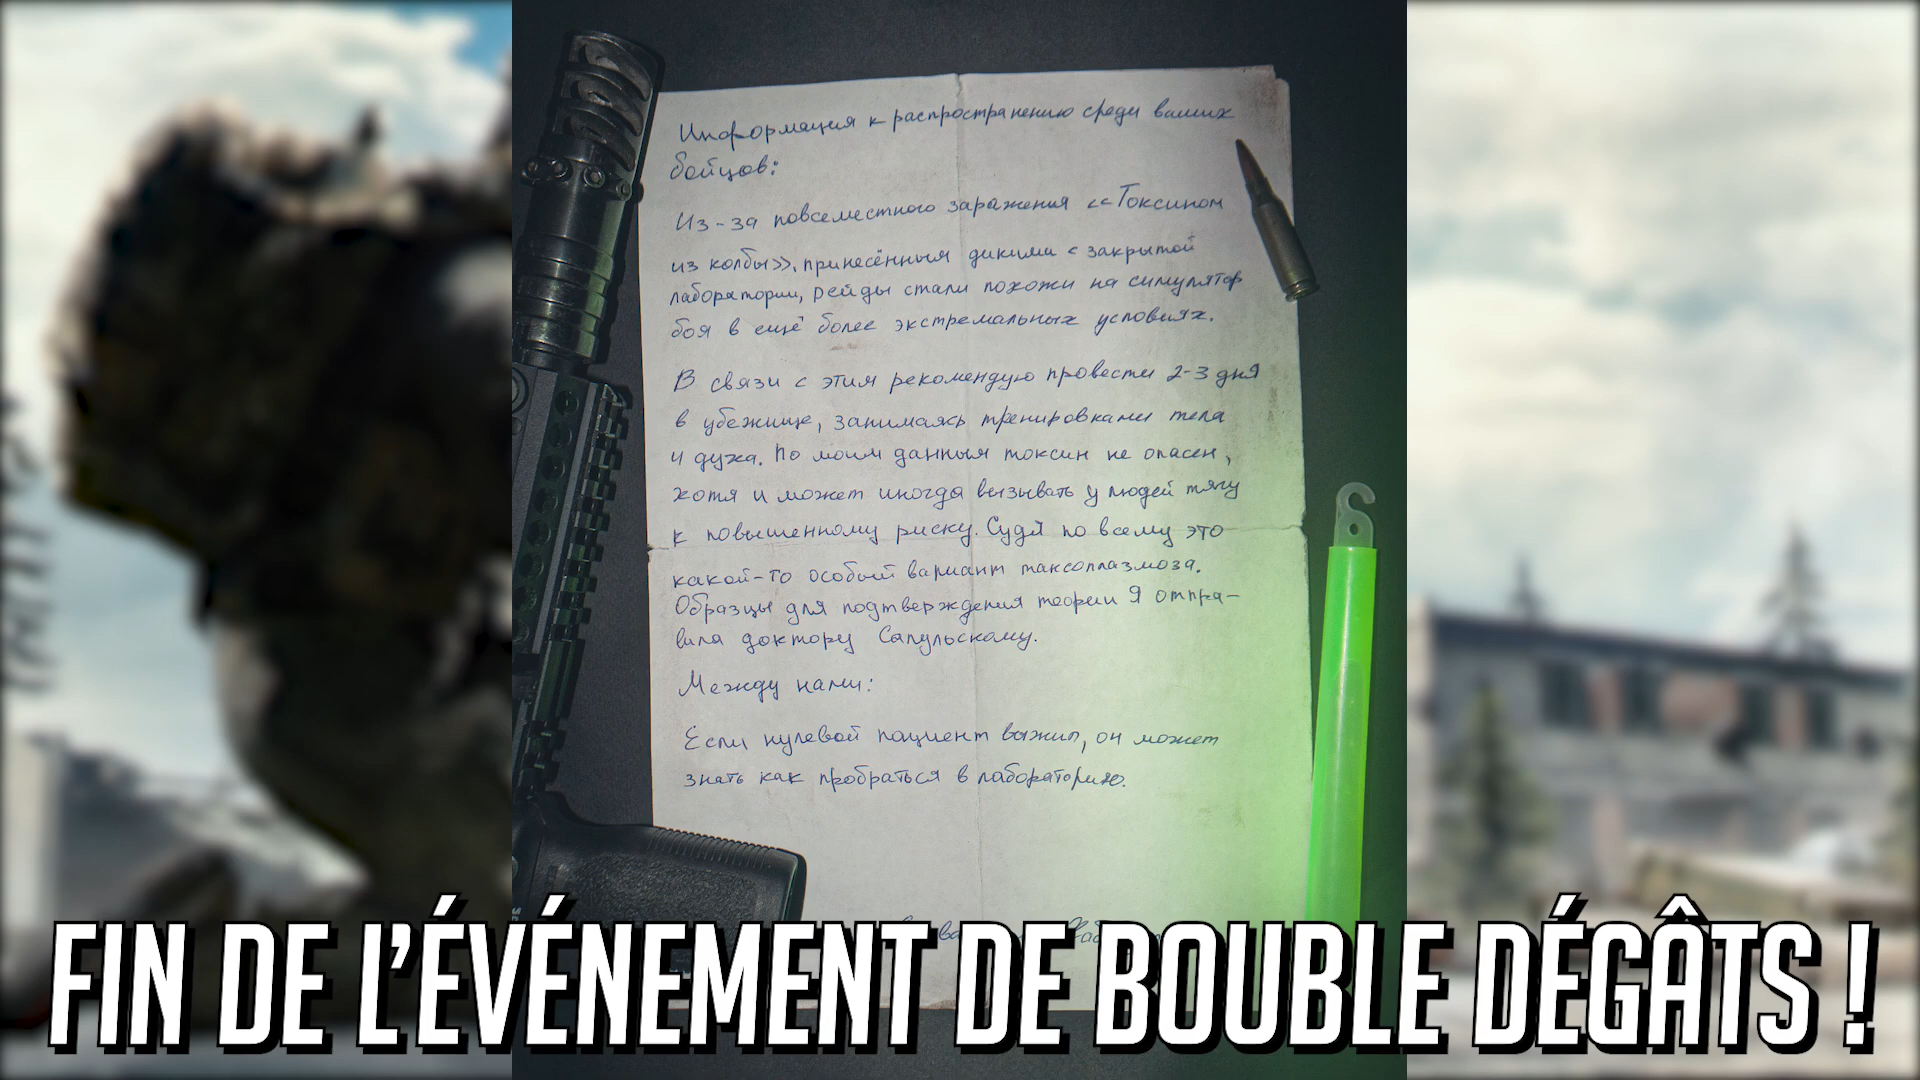 Информация к распространению среди ваших
бойцов:
Из-за повсеместного заражения <<Токсином
из колбы>>, принесённым дикими с закрытой
лаборатории, рейды стали похожи на симулятор
боя в ещё более экстремальных условиях.
В связи с этим рекомендую провести 2-3 дня
в убежище, занимаясь тренировками тела
и духа. По моим данным токсин не опасен,
хотя и может иногда вызывать у людей тягу
к повышенному риску. Судя по всему это
какой-то особый вариант таксоплазмоза.
Образцы для подтверждения теории я отпра-
вила доктору Сапульскому.
Между нами:
Если нулевой пациент выжил, он может
знать как пробраться в лабораторию.
FIN DE L'ÉVÉNEMENT DE BOUBLE DÉGÂTS !